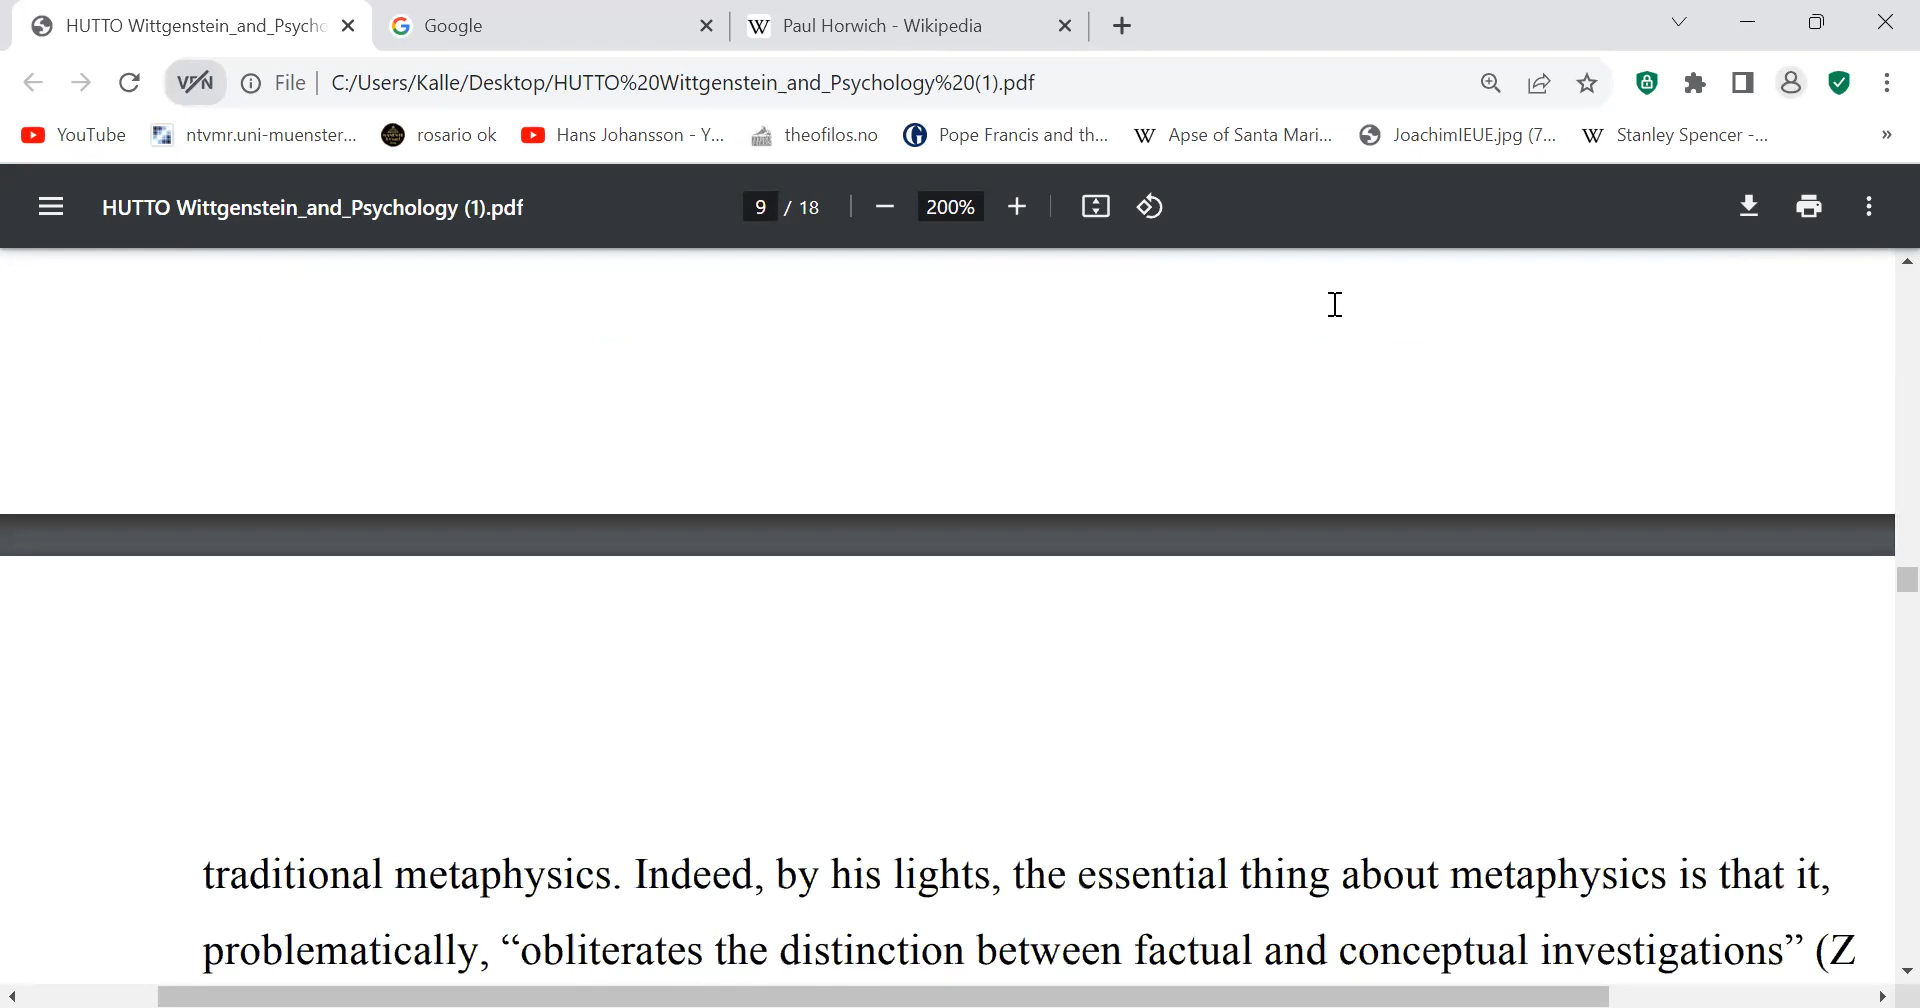 HUTTO Wittgenstein_and_Psycho
Google
Paul Horwich - Wikipedia
VPN
File
C:/Users/Kalle/Desktop/HUTTO%20Wittgenstein_and_Psychology%20(1).pdf
YouTube
ntvmr.uni-muenster...
rosario ok
Hans Johansson - Y...
theofilos.no
Pope Francis and th...
W Apse of Santa Mari...
JoachimIEUE.jpg (7...
W Stanley Spencer -...
»
HUTTO Wittgenstein_and_Psychology (1).pdf
9 / 18
200%
traditional metaphysics. Indeed, by his lights, the essential thing about metaphysics is that it,
problematically, “obliterates the distinction between factual and conceptual investigations” (Z